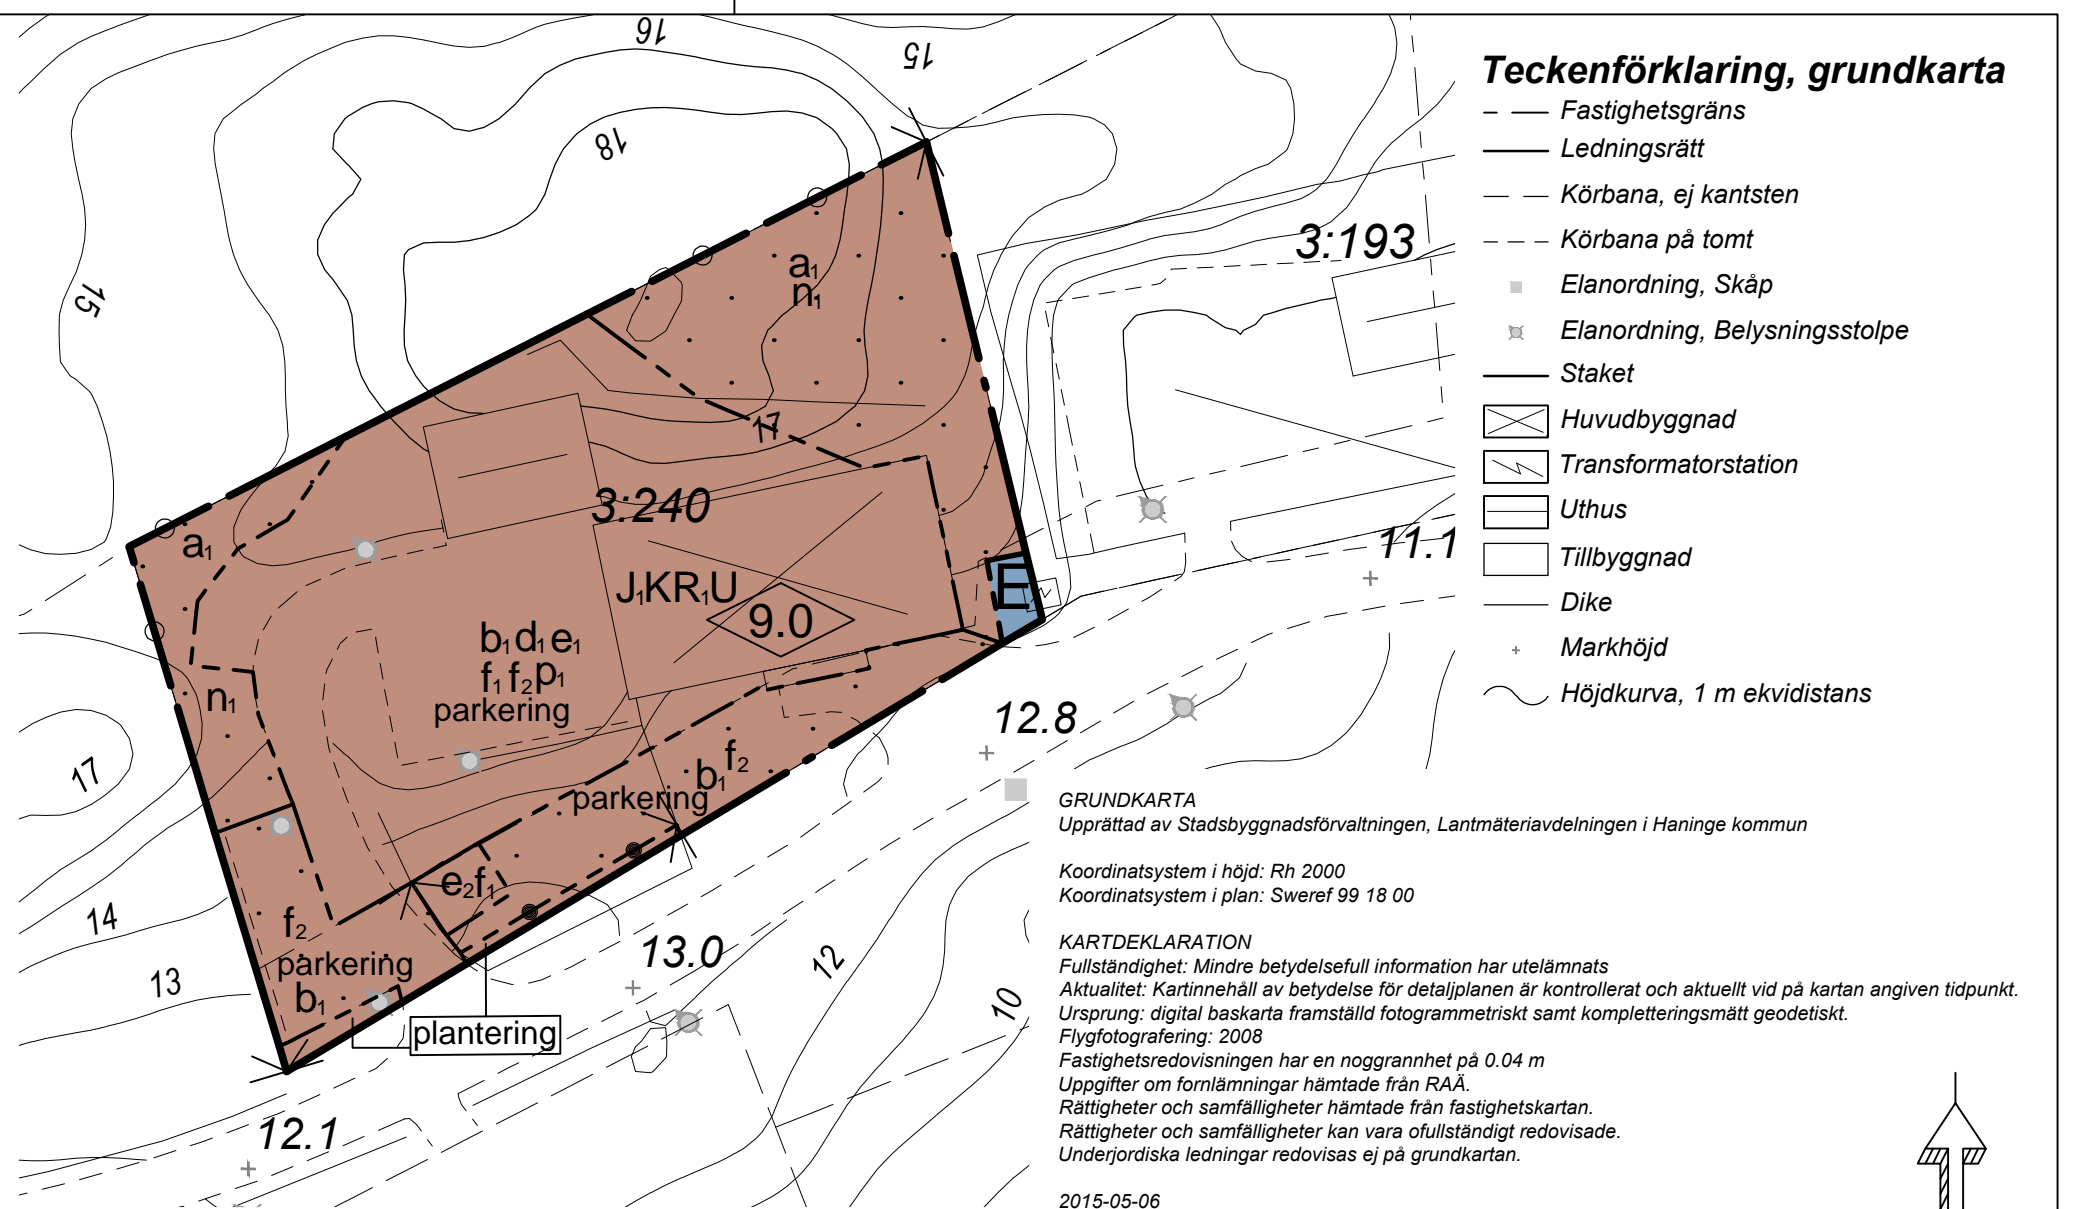 16
15
Teckenförklaring, grundkarta
Fastighetsgräns
Ledningsrätt
Körbana, ej kantsten
Körbana på tomt
Elanordning, Skåp
Elanordning, Belysningsstolpe
Staket
Huvudbyggnad
Transformatorstation
Uthus
Tillbyggnad
Dike
Markhöjd
Höjdkurva, 1 m ekvidistans
18
15
3:193
a1
n1
17
3:240
a1
11.1
E
J1KR1U
9.0
b1d1e1
f1f2p1
parkering
n1
12.8
f2
b1
parkering
17
e2f1
14
f2
parkering
b1
13
13.0
12
10
plantering
12.1
GRUNDKARTA
Upprättad av Stadsbyggnadsförvaltningen, Lantmäteriavdelningen i Haninge kommun
Koordinatsystem i höjd: Rh 2000
Koordinatsystem i plan: Sweref 99 18 00
KARTDEKLARATION
Fullständighet: Mindre betydelsefull information har utelämnats
Aktualitet: Kartinnehåll av betydelse för detaljplanen är kontrollerat och aktuellt vid på kartan angiven tidpunkt.
Ursprung: digital baskarta framställd fotogrammetriskt samt kompletteringsmätt geodetiskt.
Flygfotografering: 2008
Fastighetsredovisningen har en noggrannhet på 0.04 m
Uppgifter om fornlämningar hämtade från RAÄ.
Rättigheter och samfälligheter hämtade från fastighetskartan.
Rättigheter och samfälligheter kan vara ofullständigt redovisade.
Underjordiska ledningar redovisas ej på grundkartan.
2015-05-06